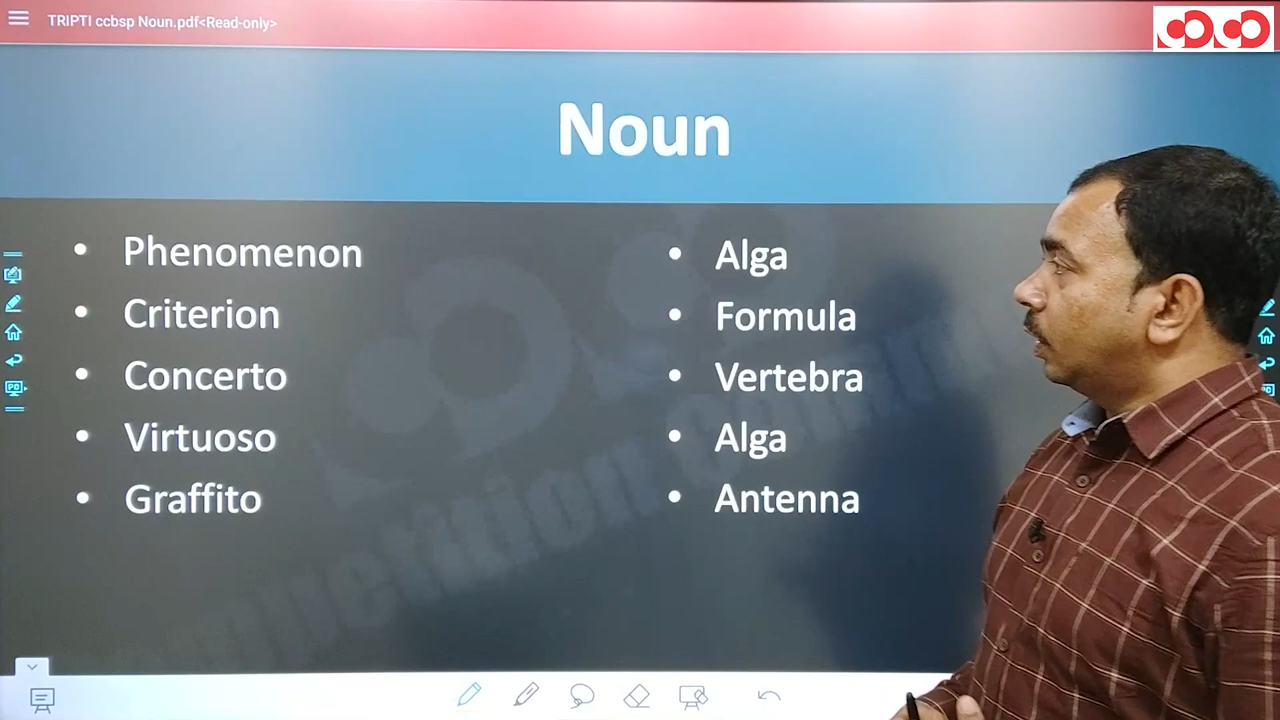 TRIPTI ccbsp Noun.pdf<Read-only>
Noun
• Phenomenon
• Criterion
• Concerto
• Virtuoso
• Graffito
• Alga
• Formula
• Vertebra
• Alga
• Antenna